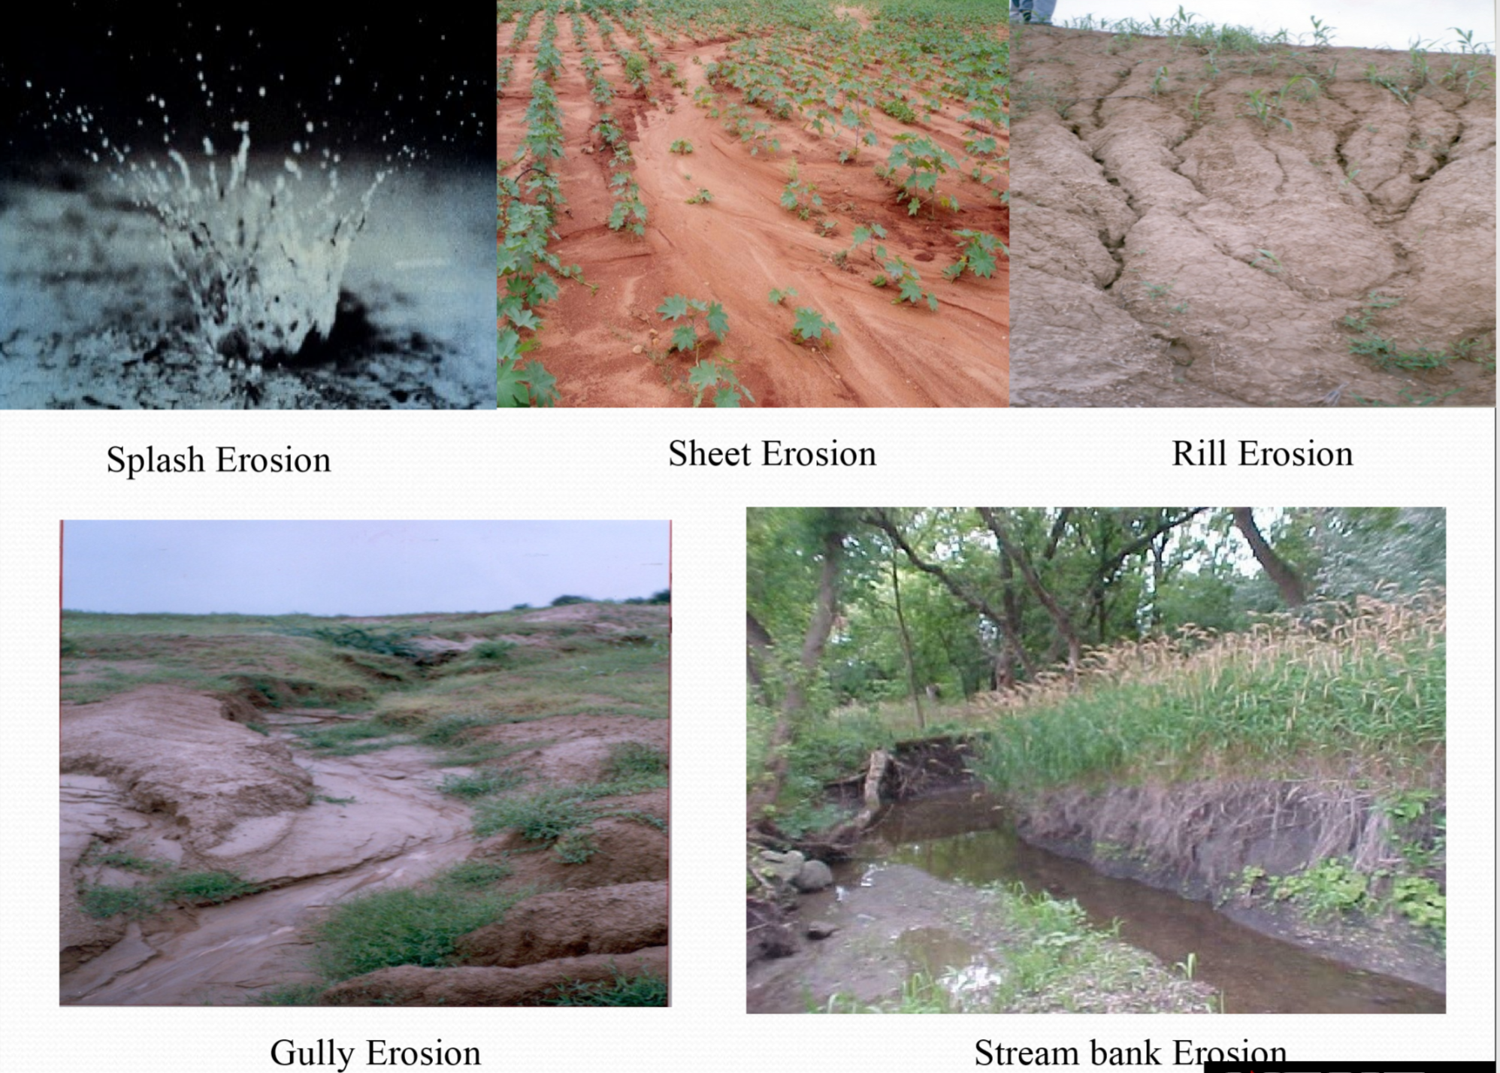 Splash Erosion
Sheet Erosion
Rill Erosion
Gully Erosion
Stream bank Erosion